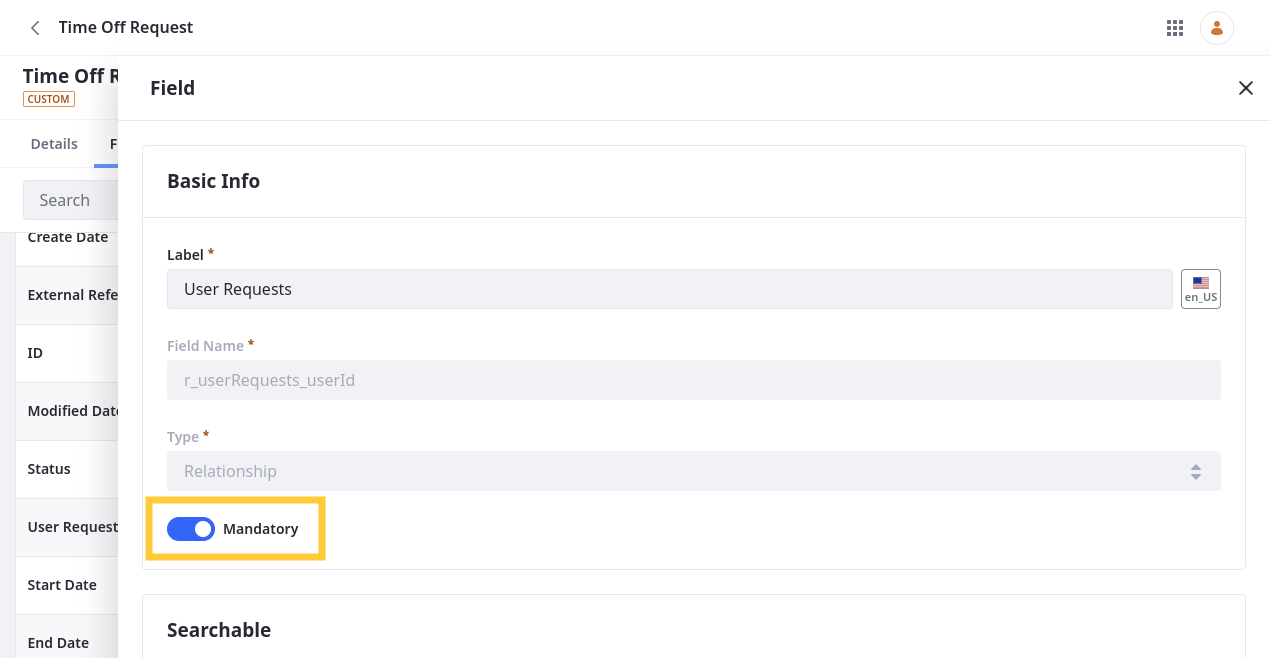 Time Off Request
Time Off R
CUSTOM
Details
F
Search
Create Date
External Refe
ID
Modified Date
Status
User Request
Start Date
End Date
Field
Basic Info
Label *
User Requests
en_US
Field Name *
r_userRequests_userId
Type *
Relationship
Mandatory
Searchable